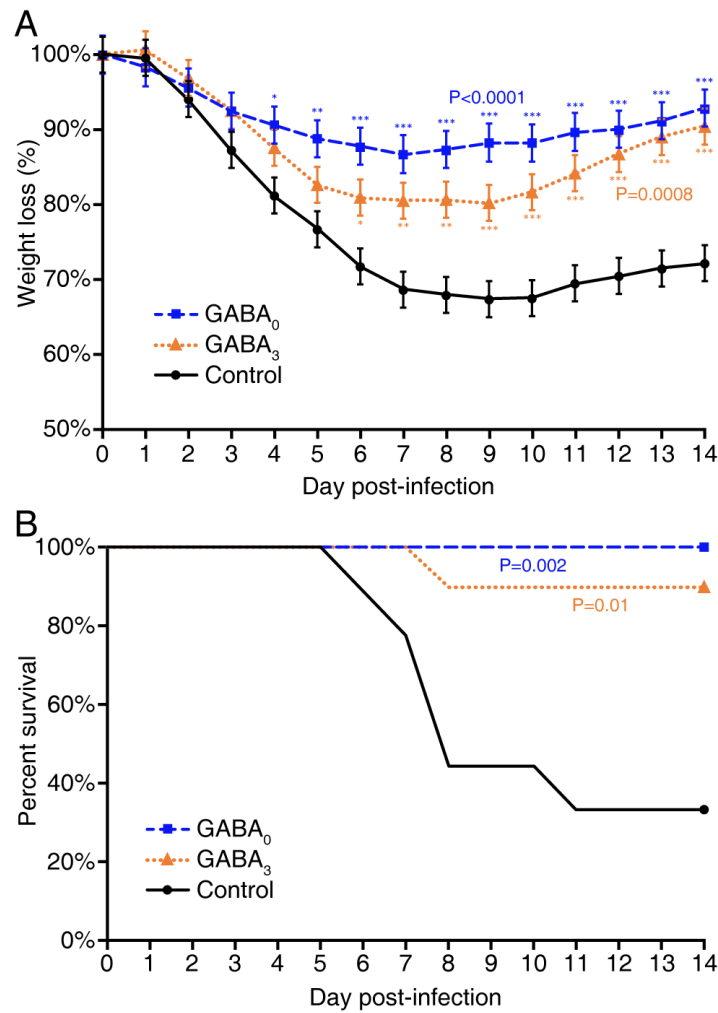 A
100%
90%
80%
70%
60%
50%
Weight loss (%)
P<0.0001
P=0.0008
* ** *** *** *** *** *** *** *** *** ***
* ** ** *** *** *** *** *** ***
GABA₀
GABA₃
Control
0 1 2 3 4 5 6 7 8 9 10 11 12 13 14
Day post-infection
B
100%
80%
60%
40%
20%
0%
Percent survival
P=0.002
P=0.01
GABA₀
GABA₃
Control
0 1 2 3 4 5 6 7 8 9 10 11 12 13 14
Day post-infection